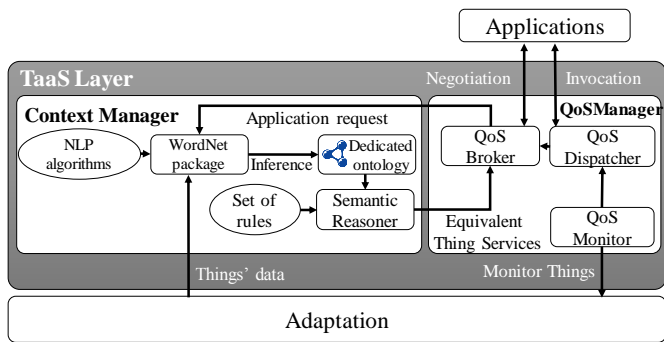 Applications
TaaS Layer
Negotiation
Invocation
Context Manager
Application request
QoSManager
NLP
algorithms
WordNet
package
Inference
Dedicated
ontology
QoS
Broker
QoS
Dispatcher
Set of
rules
Semantic
Reasoner
Equivalent
Thing Services
QoS
Monitor
Things' data
Monitor Things
Adaptation